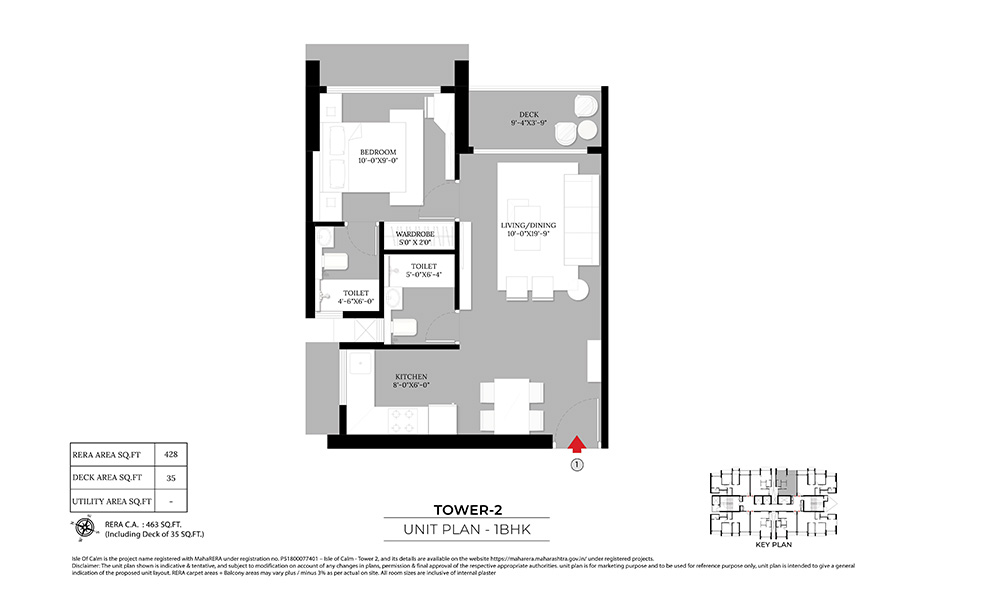 DECK
9'-4"X3'-9"
BEDROOM
10'-0"X9'-0"
LIVING/DINING
10'-0"X19'-9"
WARDROBE
5'0" X 2'0"
TOILET
5'-0"X6'-4"
TOILET
4'-6"X6'-0"
KITCHEN
8'-0"X6'-0"
1
RERA AREA SQ.FT 428
DECK AREA SQ.FT 35
UTILITY AREA SQ.FT -
RERA C.A. : 463 SQ.FT.
(Including Deck of 35 SQ.FT.)
TOWER-2
UNIT PLAN - 1BHK
KEY PLAN
Isle Of Calm is the project name registered with MahaRERA under registration no. P51800077401 – Isle of Calm - Tower 2, and its details are available on the website https://maharera.maharashtra.gov.in/ under registered projects.
Disclaimer: The unit plan shown is indicative & tentative, and subject to modification on account of any changes in plans, permission & final approval of the respective appropriate authorities. unit plan is for marketing purpose and to be used for reference purpose only, unit plan is intended to give a general
indication of the proposed unit layout. RERA carpet areas + Balcony areas may vary plus / minus 3% as per actual on site. All room sizes are inclusive of internal plaster